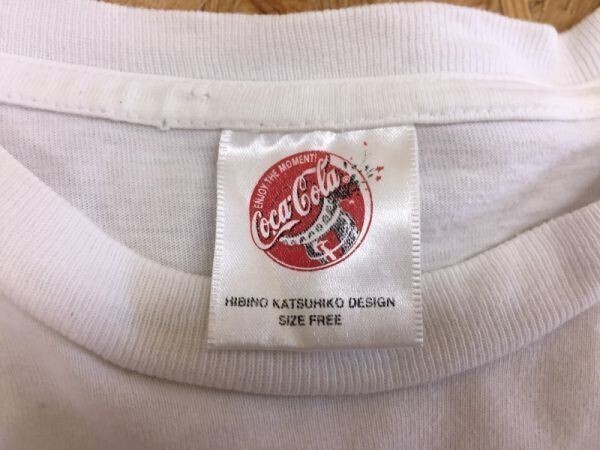 ENJOY THE MOMENT!
Coca-Cola
HIBINO KATSUHIKO DESIGN
SIZE FREE